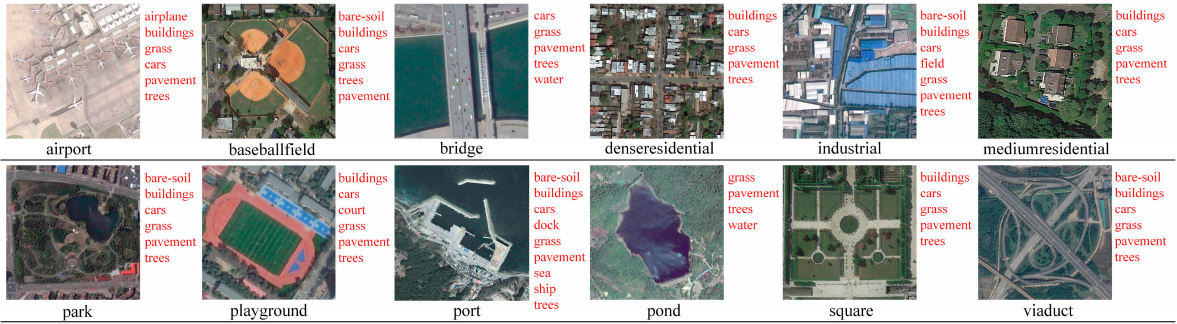 airplane
buildings
grass
cars
pavement
trees
airport
bare-soil
buildings
cars
grass
trees
pavement
baseballfield
cars
grass
pavement
trees
water
bridge
buildings
cars
grass
pavement
trees
denseresidential
bare-soil
buildings
cars
field
grass
pavement
trees
industrial
buildings
cars
grass
pavement
trees
mediumresidential
bare-soil
buildings
cars
grass
pavement
trees
park
buildings
cars
court
grass
pavement
trees
playground
bare-soil
buildings
cars
dock
grass
pavement
sea
ship
trees
port
grass
pavement
trees
water
pond
buildings
cars
grass
pavement
trees
square
bare-soil
buildings
cars
grass
pavement
trees
viaduct